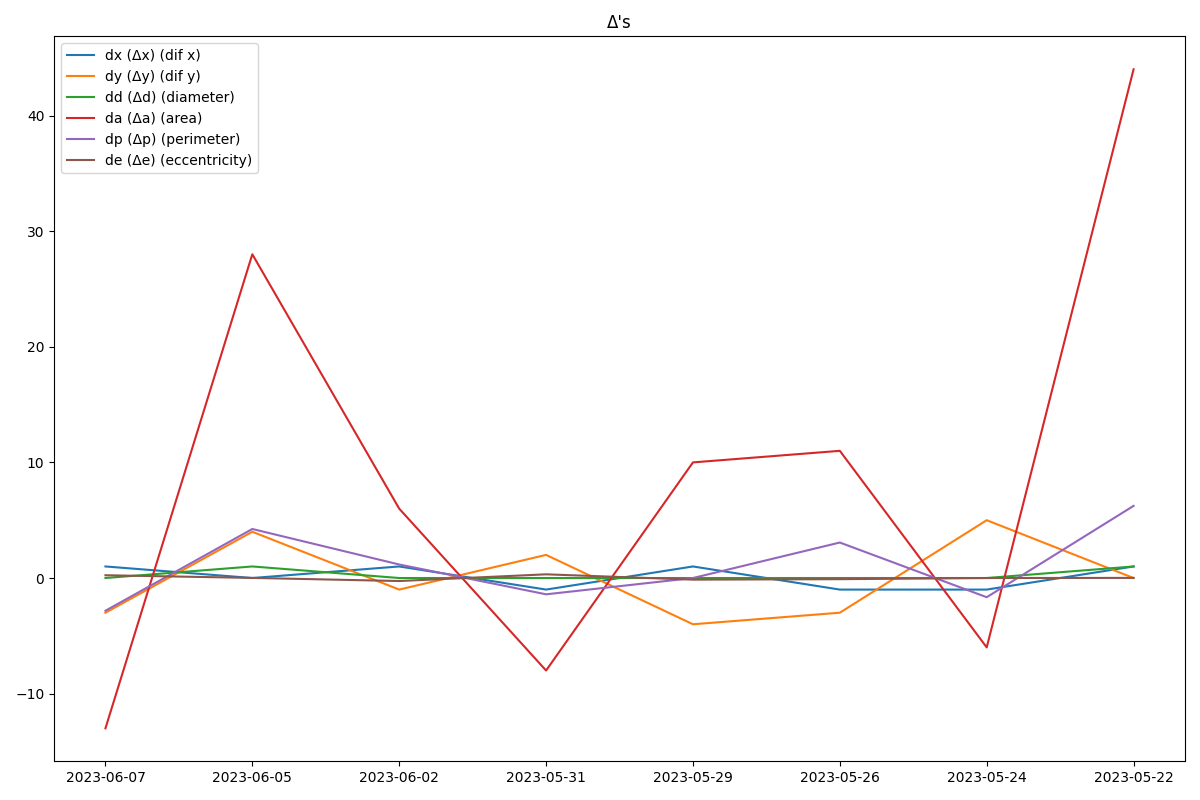 Δ's
dx (Δx) (dif x)
dy (Δy) (dif y)
dd (Δd) (diameter)
da (Δa) (area)
dp (Δp) (perimeter)
de (Δe) (eccentricity)
40
30
20
10
0
−10
2023-06-07 2023-06-05 2023-06-02 2023-05-31 2023-05-29 2023-05-26 2023-05-24 2023-05-22